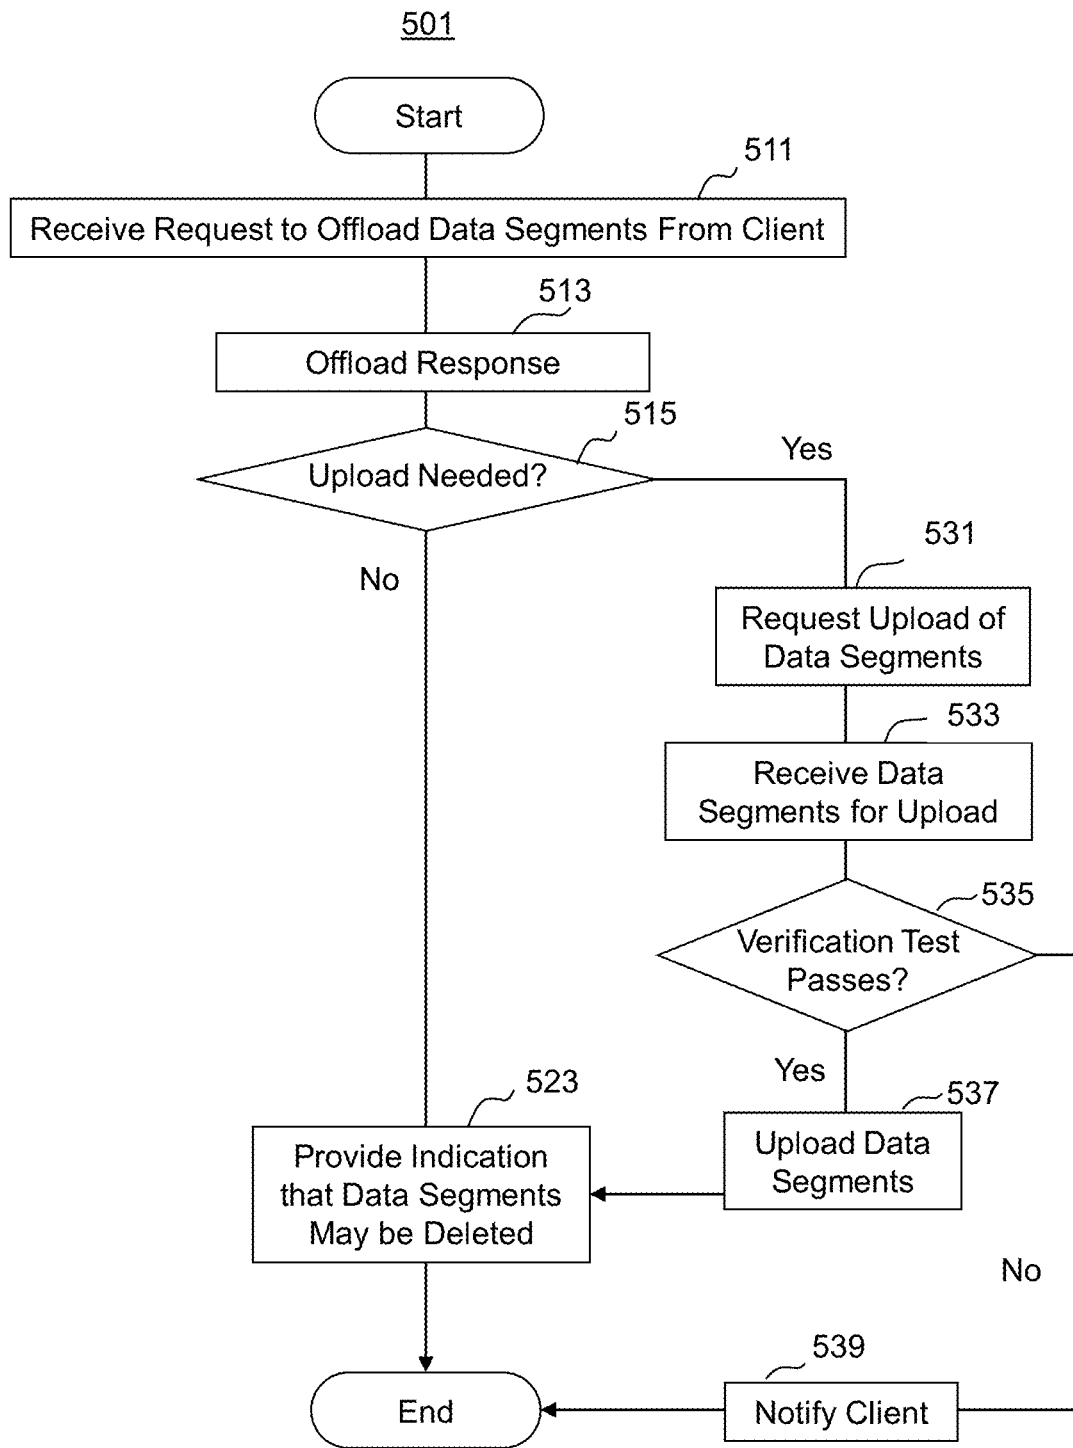 501
Start
511
Receive Request to Offload Data Segments From Client
513
Offload Response
515
Upload Needed?
Yes
No
531
Request Upload of
Data Segments
533
Receive Data
Segments for Upload
535
Verification Test
Passes?
Yes
537
Upload Data
Segments
523
Provide Indication
that Data Segments
May be Deleted
No
539
Notify Client
End